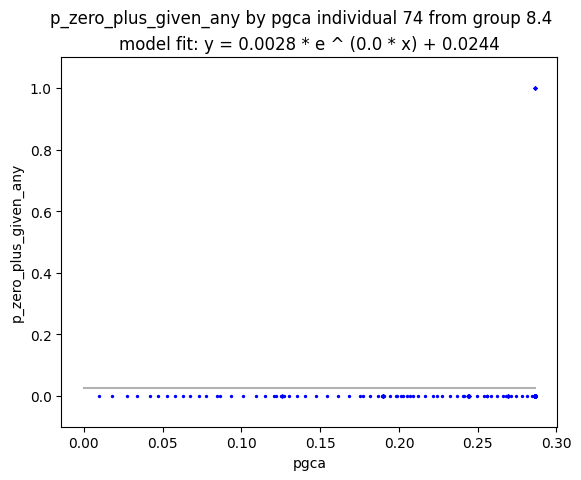 p_zero_plus_given_any by pgca individual 74 from group 8.4
model fit: y = 0.0028 * e ^ (0.0 * x) + 0.0244
1.0
0.8
0.6
0.4
0.2
0.0
p_zero_plus_given_any
0.00 0.05 0.10 0.15 0.20 0.25 0.30
pgca